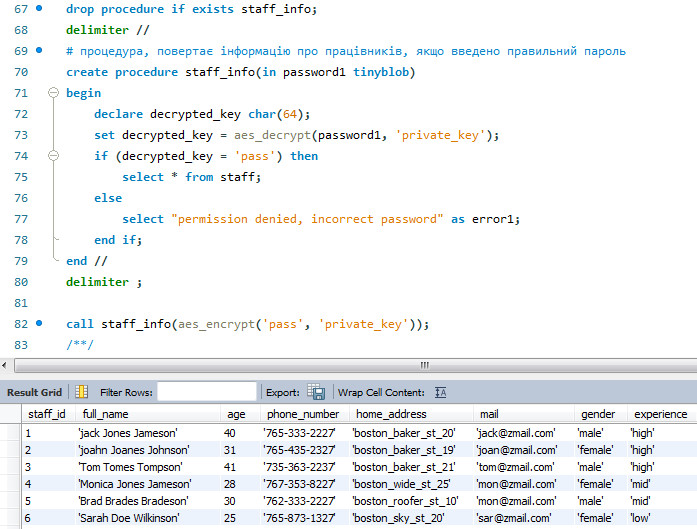 67 drop procedure if exists staff_info;
68 delimiter //
69 # процедура, повертає інформацію про працівників, якщо введено правильний пароль
70 create procedure staff_info(in password1 tinyblob)
71 begin
72 declare decrypted_key char(64);
73 set decrypted_key = aes_decrypt(password1, 'private_key');
74 if (decrypted_key = 'pass') then
75 select * from staff;
76 else
77 select "permission denied, incorrect password" as error1;
78 end if;
79 end //
80 delimiter ;
81
82 call staff_info(aes_encrypt('pass', 'private_key'));
83 /**/
Result Grid Filter Rows: Export: Wrap Cell Content:
staff_id full_name age phone_number home_address mail gender experience
1 'jack Jones Jameson' 40 '765-333-2227' 'boston_baker_st_20' 'jack@zmail.com' 'male' 'high'
2 'joahn Joanes Johnson' 31 '765-435-2327' 'boston_baker_st_19' 'joan@zmail.com' 'female' 'high'
3 'Tom Tomes Tompson' 41 '735-363-2237' 'boston_baker_st_21' 'tom@zmail.com' 'male' 'high'
4 'Monica Jones Jameson' 28 '767-353-8227' 'boston_wide_st_25' 'mon@zmail.com' 'female' 'mid'
5 'Brad Brades Bradeson' 30 '762-333-2227' 'boston_roofer_st_10' 'mon@zmail.com' 'male' 'mid'
6 'Sarah Doe Wilkinson' 25 '765-873-1327' 'boston_sky_st_20' 'sar@zmail.com' 'female' 'low'